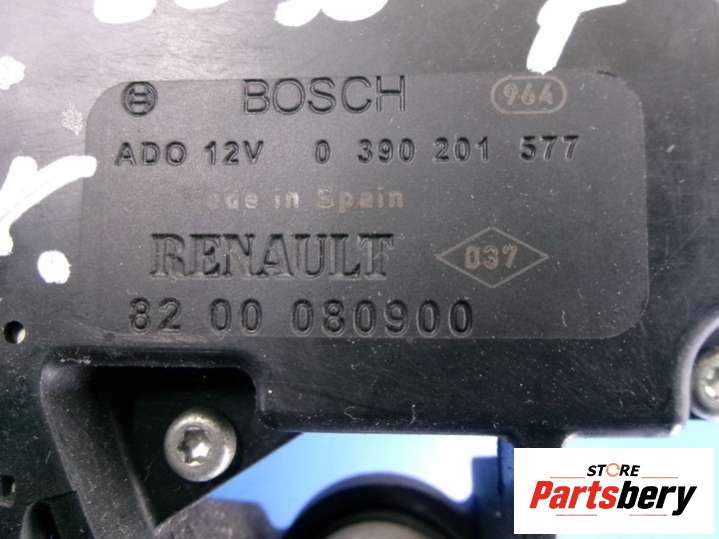 BOSCH 964
ADO 12V 0 390 201 577
Made in Spain
RENAULT 037
82 00 080900
STORE
Partsbery